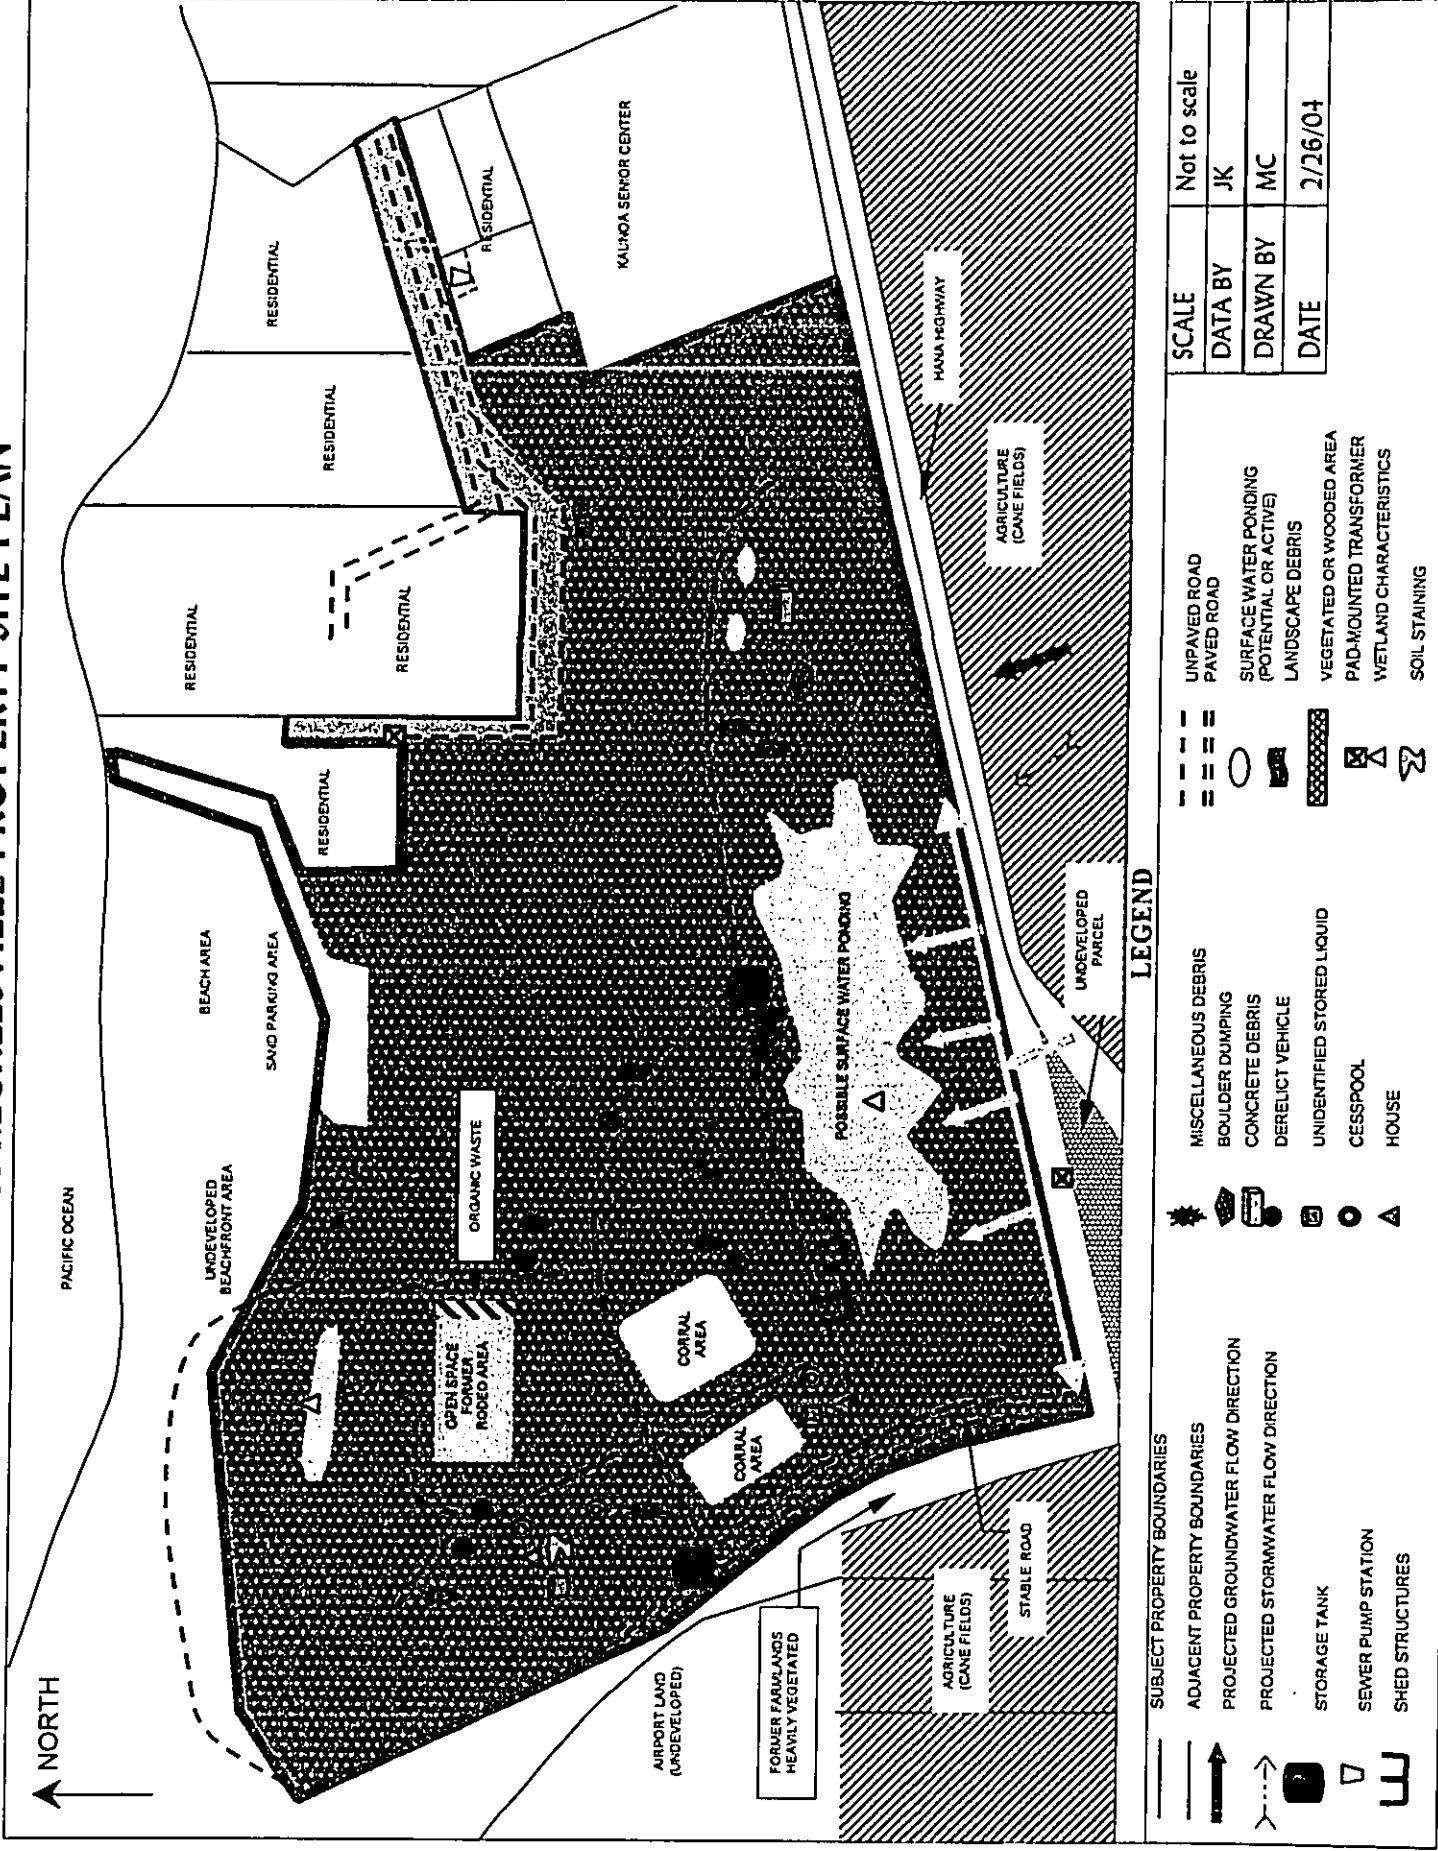 PROPERTY SITE PLAN
NORTH
PACIFIC OCEAN
UNDEVELOPED
BEACHFRONT AREA
BEACH AREA
SAND PARKING AREA
RESIDENTIAL
RESIDENTIAL
RESIDENTIAL
RESIDENTIAL
RESIDENTIAL
RESIDENTIAL
KAUNOA SENIOR CENTER
OPEN SPACE
FORMER
RODEO AREA
ORGANIC WASTE
CORRAL
AREA
CORRAL
AREA
POSSIBLE SURFACE WATER PONDING
AIRPORT LAND
(UNDEVELOPED)
FORMER FARMLANDS
HEAVILY VEGETATED
AGRICULTURE
(CANE FIELDS)
STABLE ROAD
UNDEVELOPED
PARCEL
AGRICULTURE
(CANE FIELDS)
HANA HIGHWAY
LEGEND
SUBJECT PROPERTY BOUNDARIES
ADJACENT PROPERTY BOUNDARIES
PROJECTED GROUNDWATER FLOW DIRECTION
PROJECTED STORMWATER FLOW DIRECTION
STORAGE TANK
SEWER PUMP STATION
SHED STRUCTURES
MISCELLANEOUS DEBRIS
BOULDER DUMPING
CONCRETE DEBRIS
DERELICT VEHICLE
UNIDENTIFIED STORED LIQUID
CESSPOOL
HOUSE
UNPAVED ROAD
PAVED ROAD
SURFACE WATER PONDING
(POTENTIAL OR ACTIVE)
LANDSCAPE DEBRIS
VEGETATED OR WOODED AREA
PAD-MOUNTED TRANSFORMER
WETLAND CHARACTERISTICS
SOIL STAINING
SCALE Not to scale
DATA BY JK
DRAWN BY MC
DATE 2/26/04